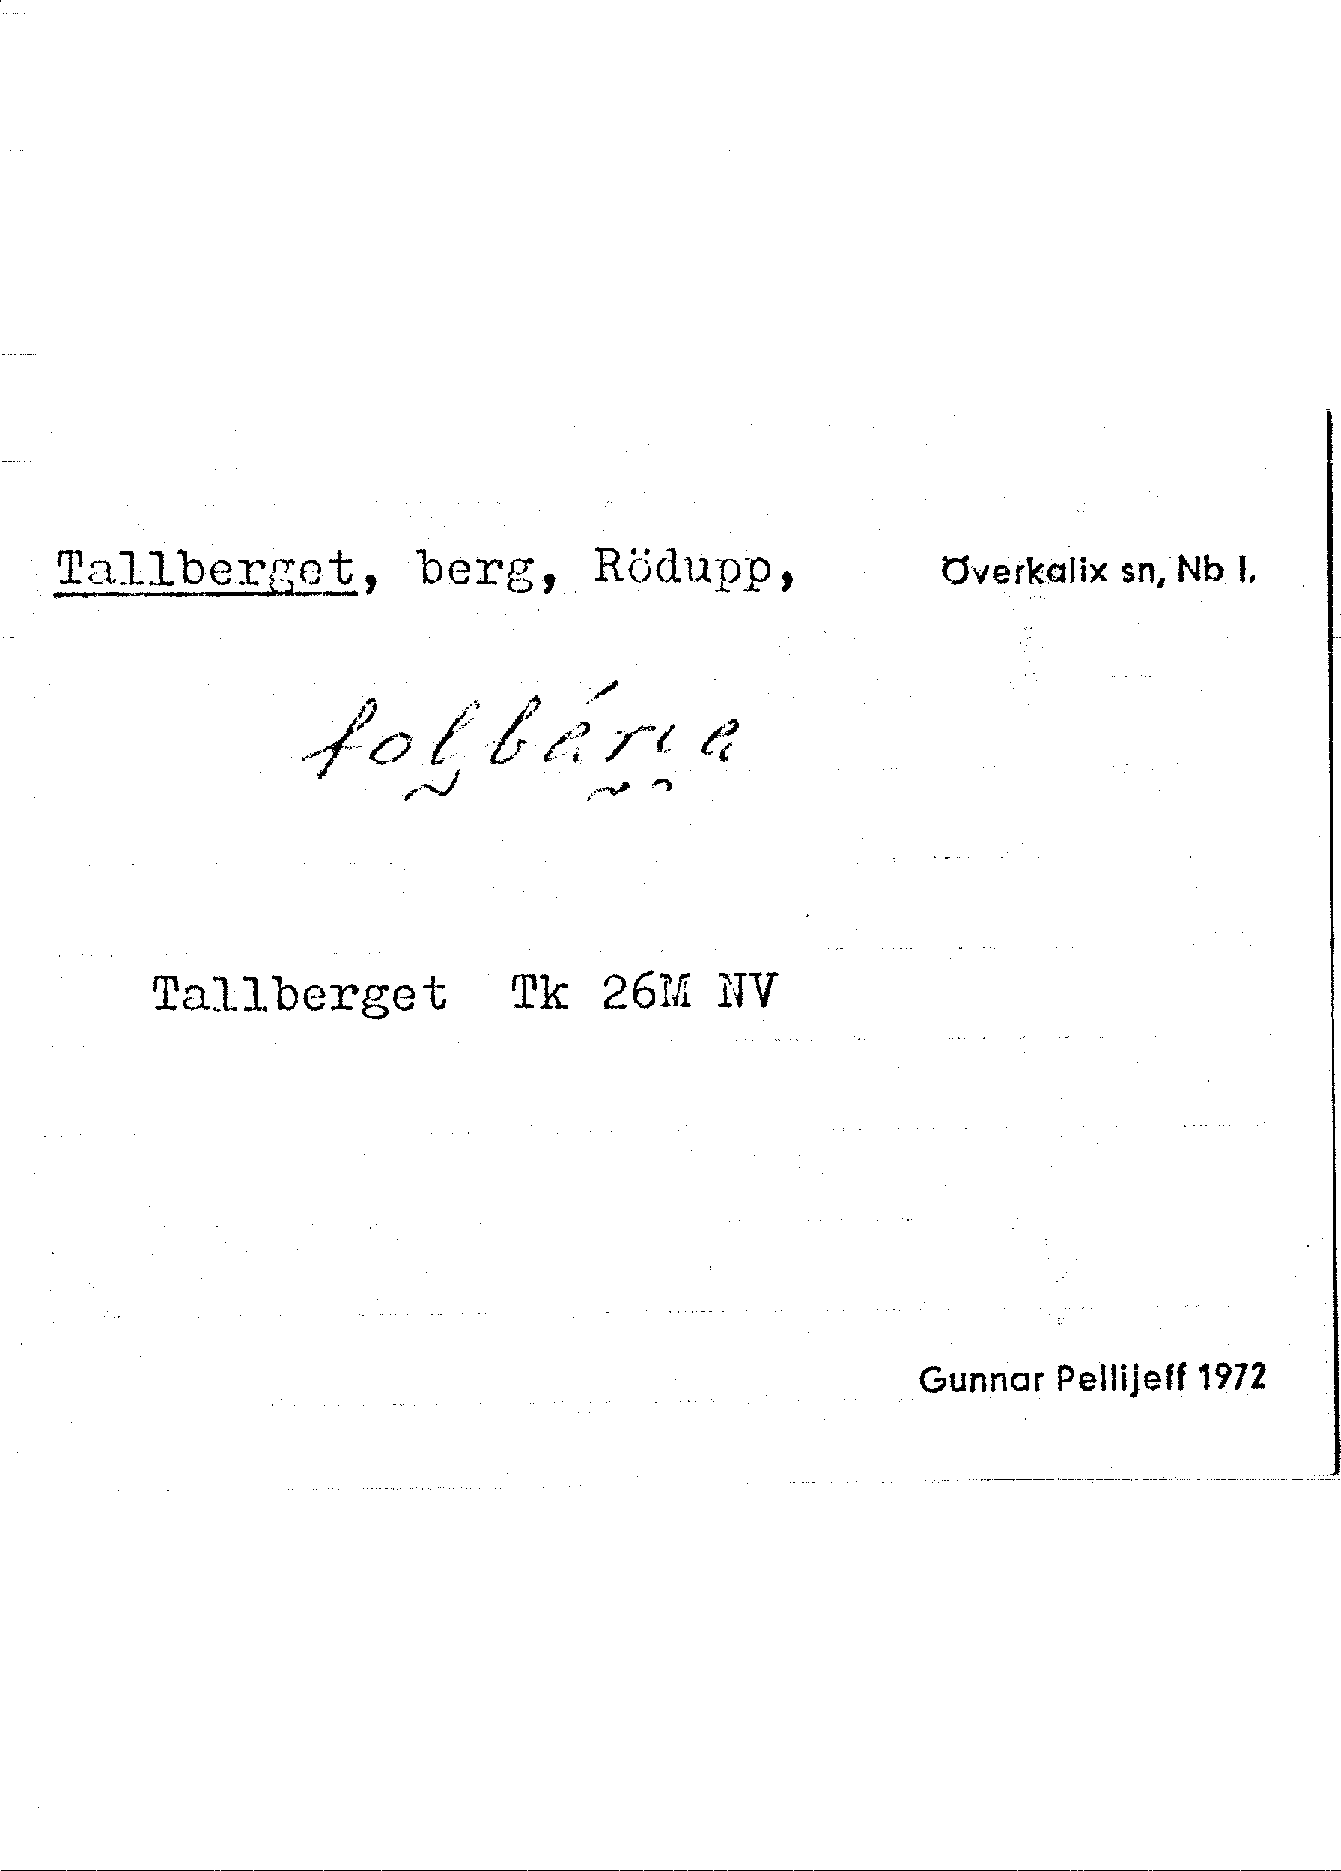 Tallberget, berg, Rödupp, Överkalix sn, Nb l.
Tallberget Tk 26M NV
Gunnar Pellijeff 1972